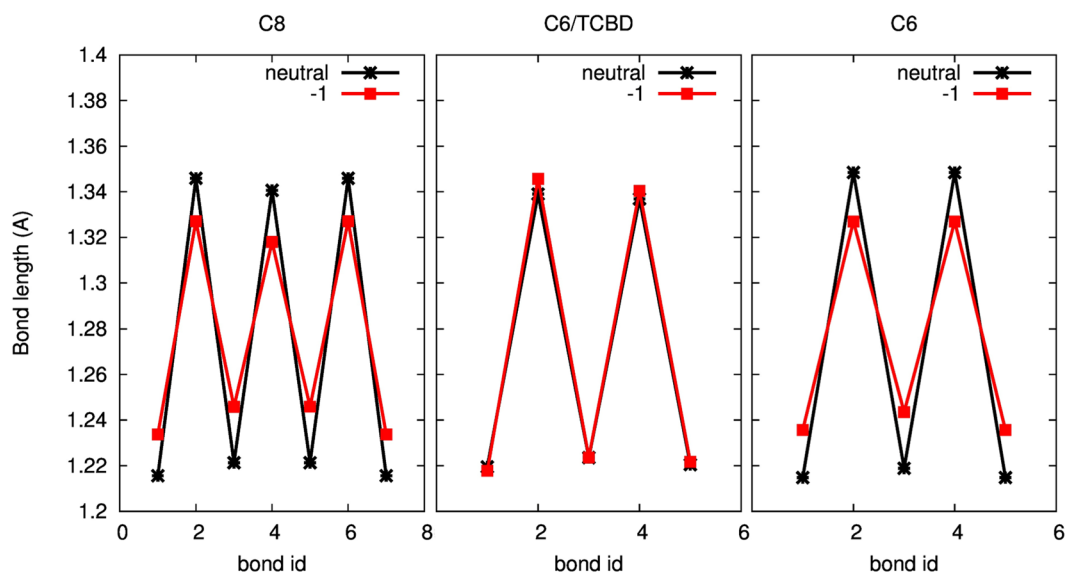 C8 C6/TCBD C6
neutral
-1
neutral
-1
neutral
-1
Bond length (A)
1.4
1.38
1.36
1.34
1.32
1.3
1.28
1.26
1.24
1.22
1.2
0 2 4 6 8
2 4 6
2 4 6
bond id bond id bond id